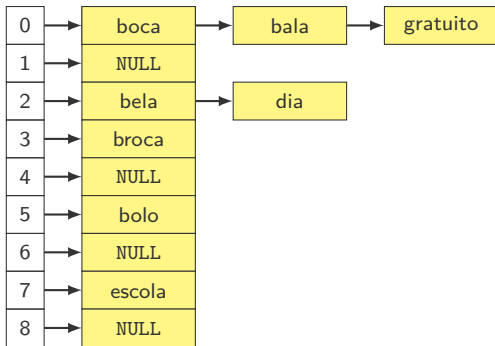 0 boca bala gratuito
1 NULL
2 bela dia
3 broca
4 NULL
5 bolo
6 NULL
7 escola
8 NULL